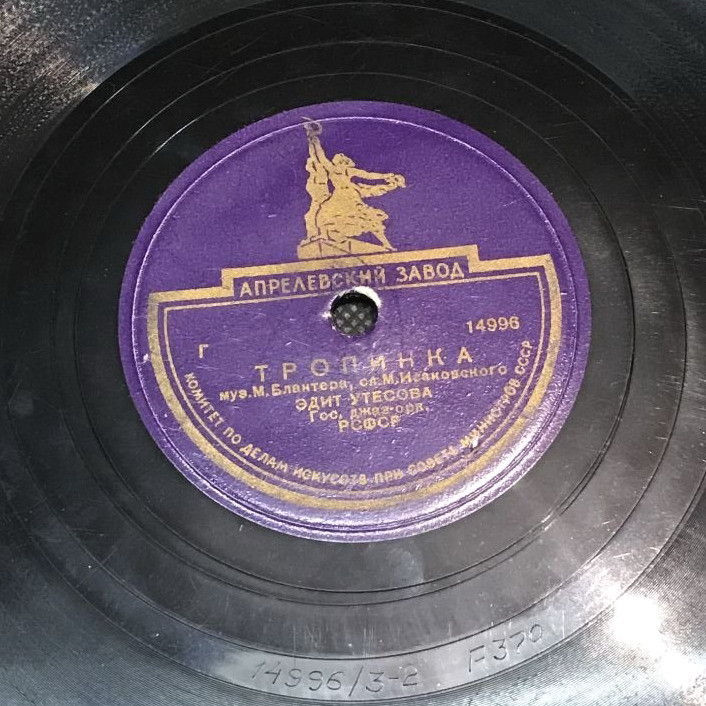 АПРЕЛЕВСКИЙ ЗАВОД
Г 14996
ТРОПИНКА
муз. М. Блантера, сл. М. Исаковского
ЭДИТ УТЕСОВА
Гос. джаз-орк.
РСФСР
КОМИТЕТ ПО ДЕЛАМ ИСКУССТВ ПРИ СОВЕТЕ МИНИСТРОВ СССР
14996/3-2 F370